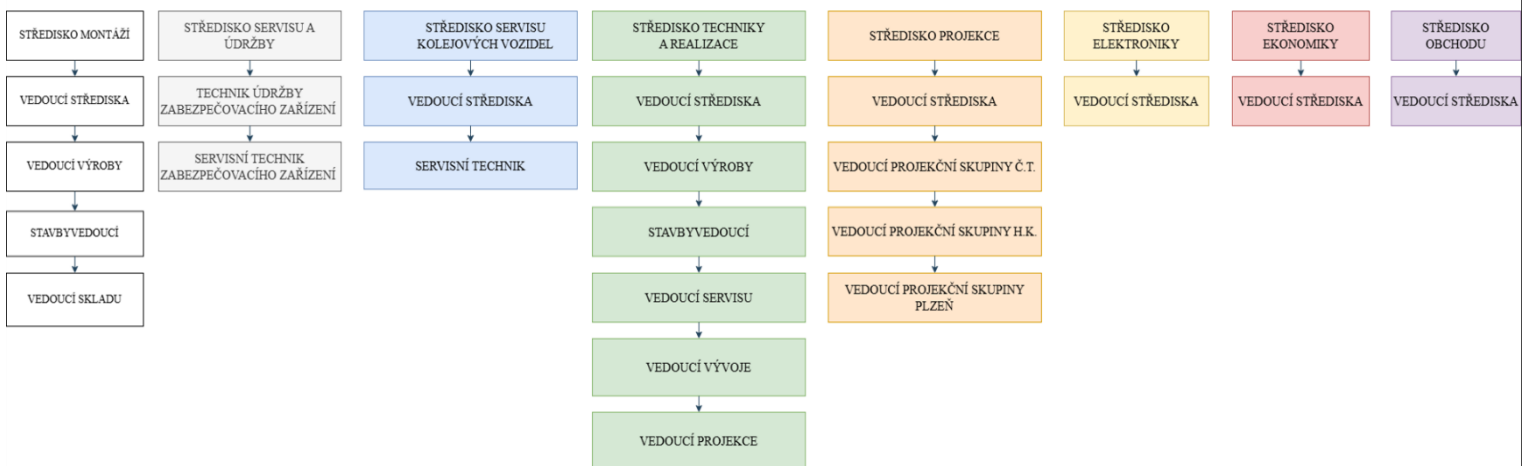 STŘEDISKO MONTÁŽÍ
VEDOUCÍ STŘEDISKA
VEDOUCÍ VÝROBY
STAVBYVEDOUCÍ
VEDOUCÍ SKLADU
STŘEDISKO SERVISU A
ÚDRŽBY
TECHNIK ÚDRŽBY
ZABEZPEČOVACÍHO ZAŘÍZENÍ
SERVISNÍ TECHNIK
ZABEZPEČOVACÍHO ZAŘÍZENÍ
STŘEDISKO SERVISU
KOLEJOVÝCH VOZIDEL
VEDOUCÍ STŘEDISKA
SERVISNÍ TECHNIK
STŘEDISKO TECHNIKY
A REALIZACE
VEDOUCÍ STŘEDISKA
VEDOUCÍ VÝROBY
STAVBYVEDOUCÍ
VEDOUCÍ SERVISU
VEDOUCÍ VÝVOJE
VEDOUCÍ PROJEKCE
STŘEDISKO PROJEKCE
VEDOUCÍ STŘEDISKA
VEDOUCÍ PROJEKČNÍ SKUPINY Č.T.
VEDOUCÍ PROJEKČNÍ SKUPINY H.K.
VEDOUCÍ PROJEKČNÍ SKUPINY
PLZEŇ
STŘEDISKO
ELEKTRONIKY
VEDOUCÍ STŘEDISKA
STŘEDISKO
EKONOMIKY
VEDOUCÍ STŘEDISKA
STŘEDISKO
OBCHODU
VEDOUCÍ STŘEDISKA